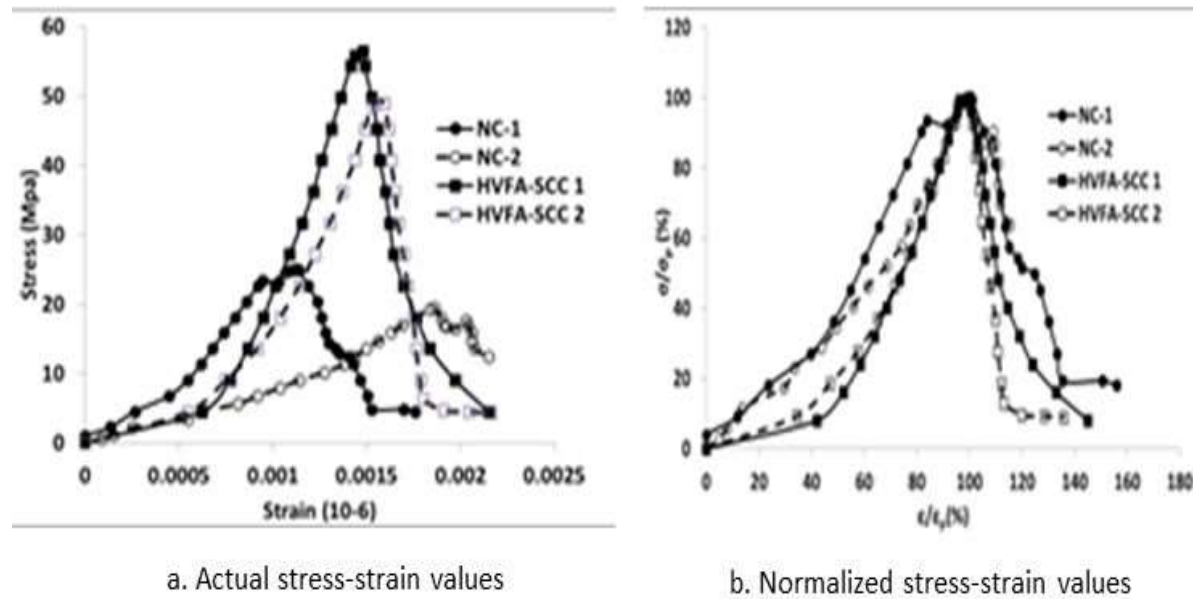 60
50
40
30
20
10
0
Stress (Mpa)
NC-1
NC-2
HVFA-SCC 1
HVFA-SCC 2
0 0.0005 0.001 0.0015 0.002 0.0025
Strain (10-6)
120
100
80
60
40
20
0
σ/σₚ (%)
NC-1
NC-2
HVFA-SCC 1
HVFA-SCC 2
0 20 40 60 80 100 120 140 160 180
ε/εₚ(%)
a. Actual stress-strain values
b. Normalized stress-strain values